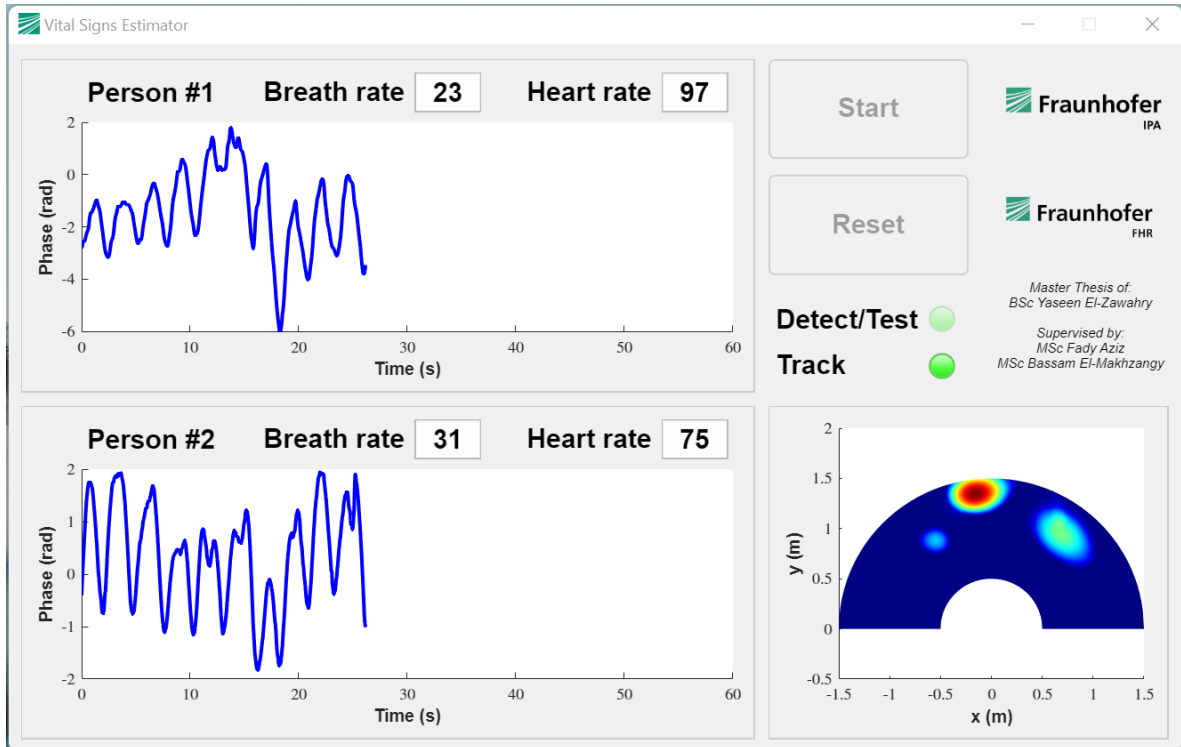 Vital Signs Estimator
Person #1 Breath rate 23 Heart rate 97
2
0
-2
-4
-6
Phase (rad)
0 10 20 30 40 50 60
Time (s)
Start
Reset
Detect/Test
Track
Fraunhofer
IPA
Fraunhofer
FHR
Master Thesis of:
BSc Yaseen El-Zawahry
Supervised by:
MSc Fady Aziz
MSc Bassam El-Makhzangy
Person #2 Breath rate 31 Heart rate 75
2
1
0
-1
-2
Phase (rad)
0 10 20 30 40 50 60
Time (s)
2
1.5
1
0.5
0
-0.5
y (m)
-1.5 -1 -0.5 0 0.5 1 1.5
x (m)